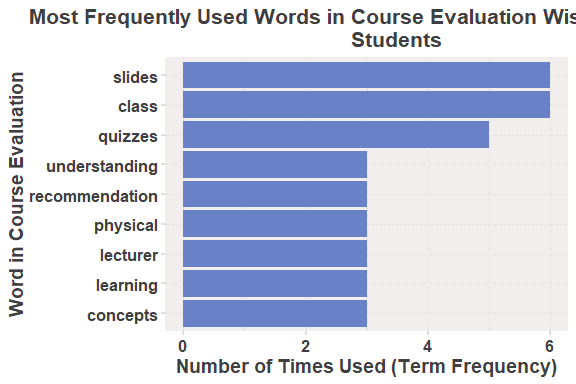 Most Frequently Used Words in Course Evaluation
Students
slides
class
quizzes
understanding
recommendation
physical
lecturer
learning
concepts
Word in Course Evaluation
0 2 4 6
Number of Times Used (Term Frequency)